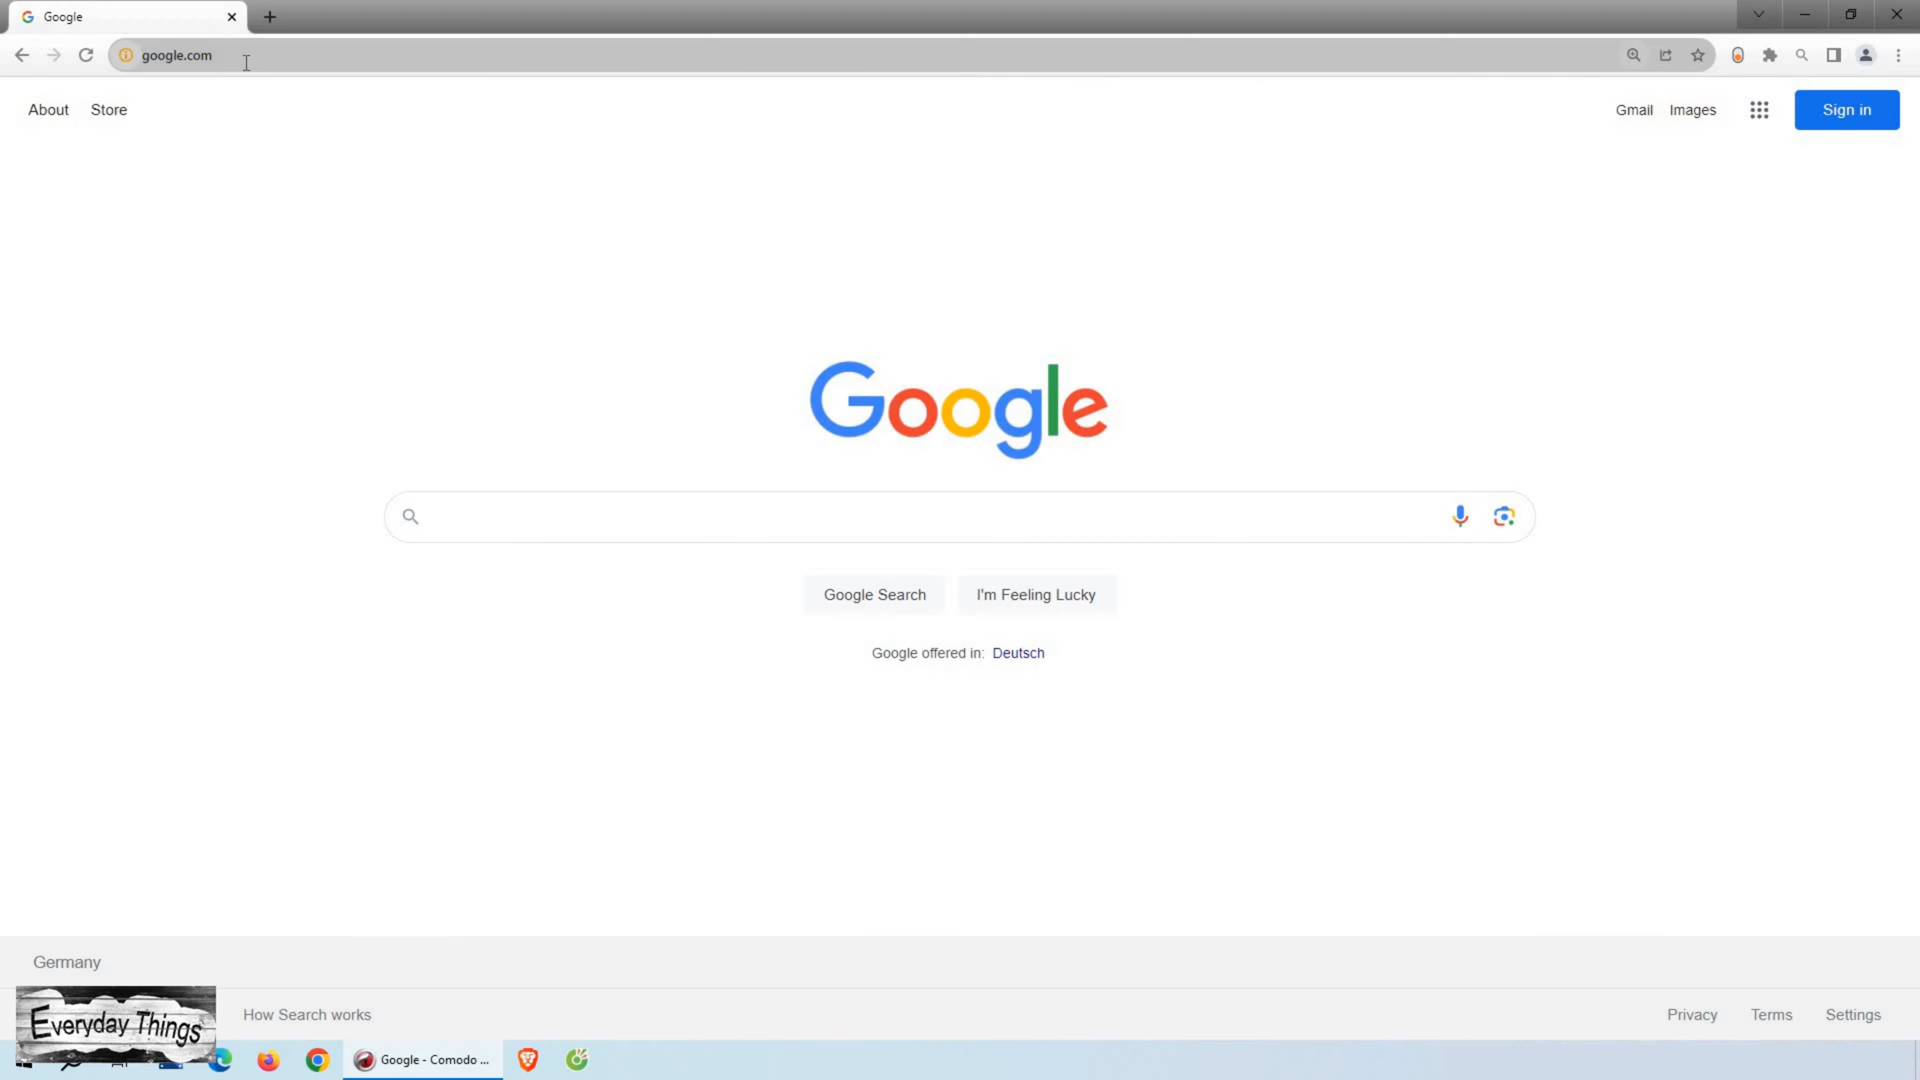 Google
google.com
About
Store
Gmail
Images
Sign in
Google
Google Search
I'm Feeling Lucky
Google offered in: Deutsch
Germany
Everyday Things
How Search works
Privacy
Terms
Settings
Google - Comodo ...